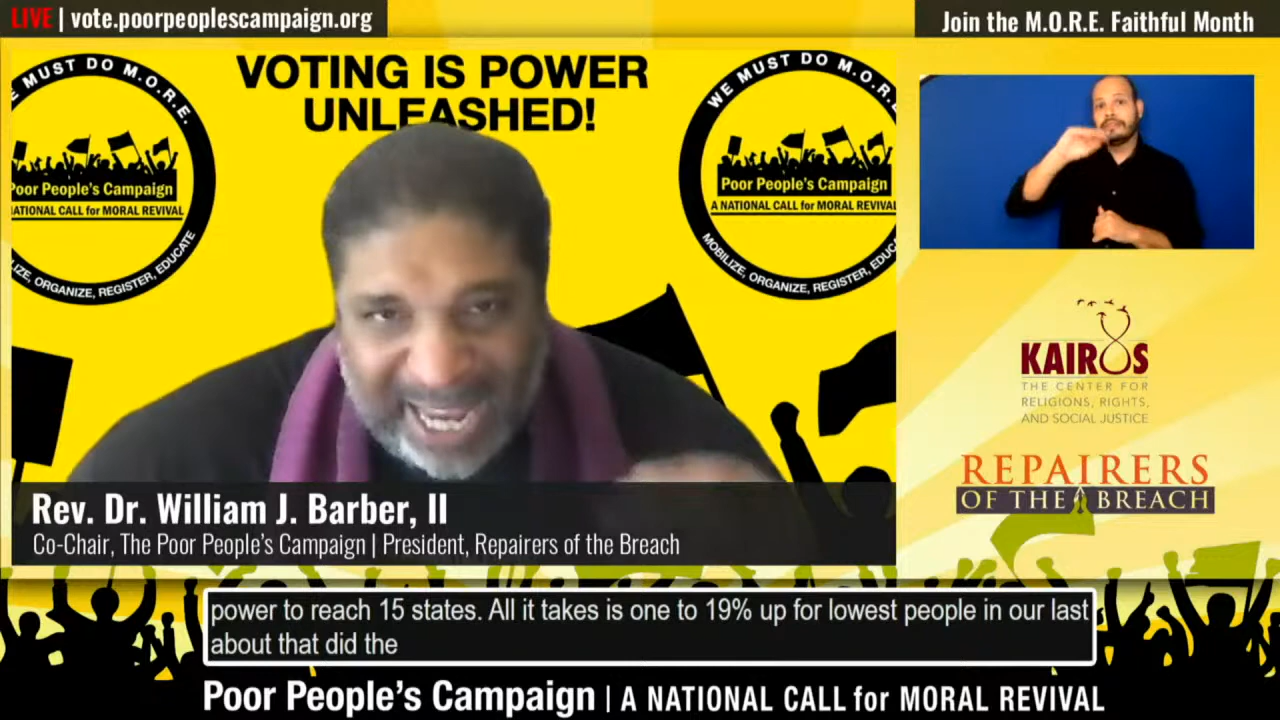 LIVE | vote.poorpeoplescampaign.org
Join the M.O.R.E. Faithful Month
VOTING IS POWER
UNLEASHED!
E MUST DO M.O.R.E.
Poor People's Campaign
NATIONAL CALL for MORAL REVIVAL
ORGANIZE, REGISTER, EDUCATE
WE MUST DO M.O.R.E.
Poor People's Campaign
A NATIONAL CALL for MORAL REVIVAL
MOBILIZE, ORGANIZE, REGISTER, EDUC
KAIROS
THE CENTER FOR
RELIGIONS, RIGHTS,
AND SOCIAL JUSTICE
REPAIRERS
OF THE BREACH
Rev. Dr. William J. Barber, II
Co-Chair, The Poor People's Campaign | President, Repairers of the Breach
power to reach 15 states. All it takes is one to 19% up for lowest people in our last
about that did the
Poor People's Campaign | A NATIONAL CALL for MORAL REVIVAL